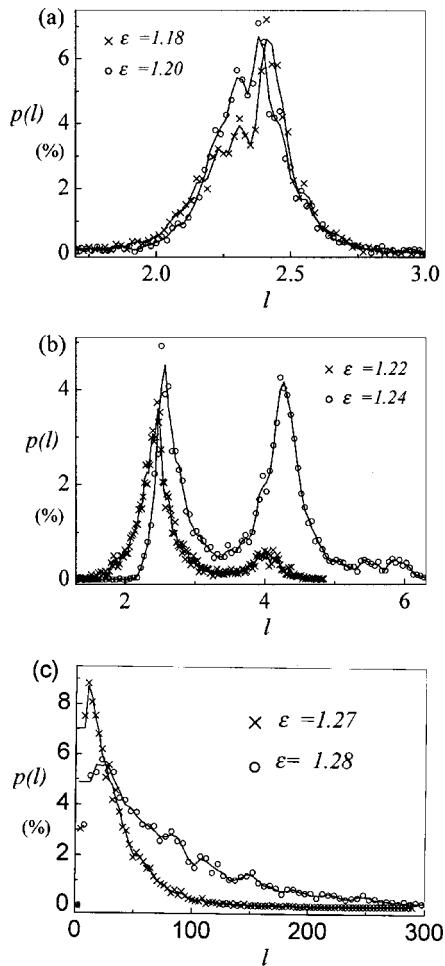 (a)
× ε =1.18
○ ε =1.20
p(l)
(%)
6
4
2
0
2.0 2.5 3.0
l
(b)
× ε =1.22
○ ε =1.24
p(l)
(%)
4
2
0
2 4 6
l
(c)
× ε =1.27
○ ε= 1.28
p(l)
(%)
8
6
4
2
0
0 100 200 300
l